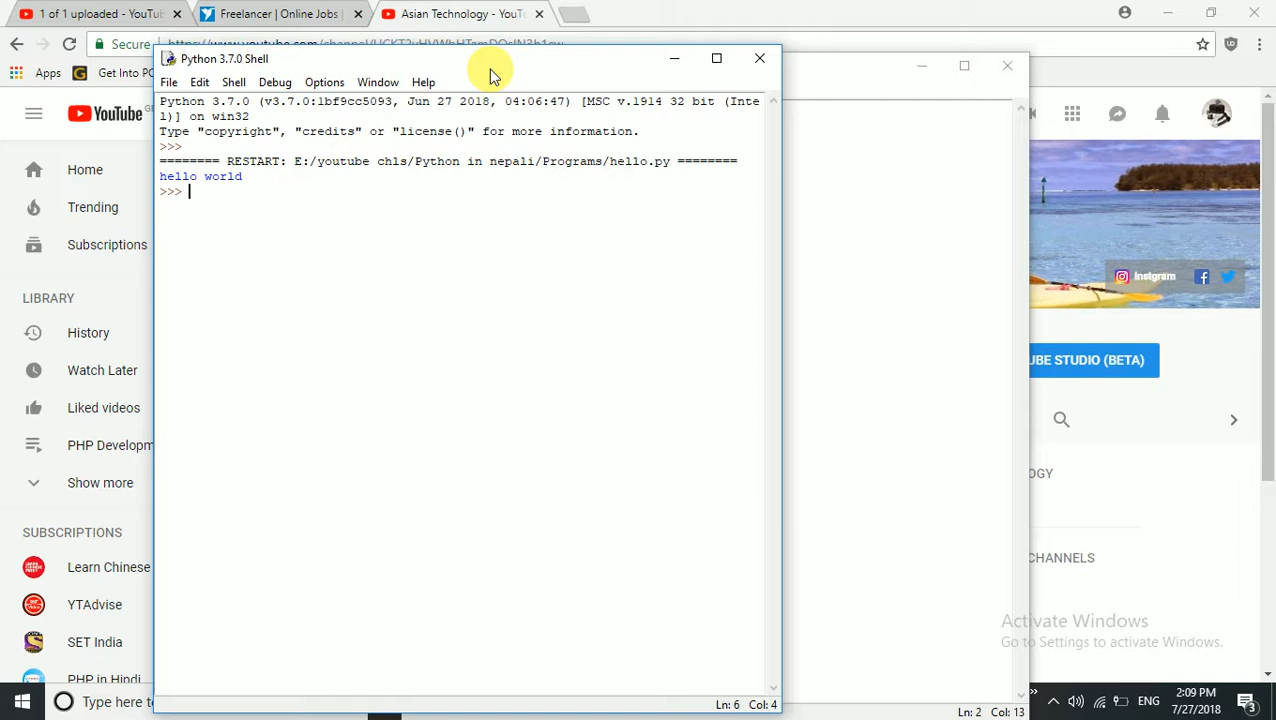 1 of 1 uploaded - YouTu
Freelancer | Online Jobs |
Asian Technology - YouTu
Secure
Apps
Get Into PC
Python 3.7.0 Shell
File Edit Shell Debug Options Window Help
Python 3.7.0 (v3.7.0:1bf9cc5093, Jun 27 2018, 04:06:47) [MSC v.1914 32 bit (Inte
l)] on win32
Type "copyright", "credits" or "license()" for more information.
>>>
======== RESTART: E:/youtube chls/Python in nepali/Programs/hello.py ========
hello world
>>>
YouTube
Home
Trending
Subscriptions
LIBRARY
History
Watch Later
Liked videos
PHP Developm
Show more
SUBSCRIPTIONS
Learn Chinese
YTAdvise
SET India
PHP in Hindi
Instgram
UBE STUDIO (BETA)
OGY
CHANNELS
Activate Windows
Go to Settings to activate Windows.
Ln: 6 Col: 4
Ln: 2 Col: 13
Type here to
ENG
2:09 PM
7/27/2018
3